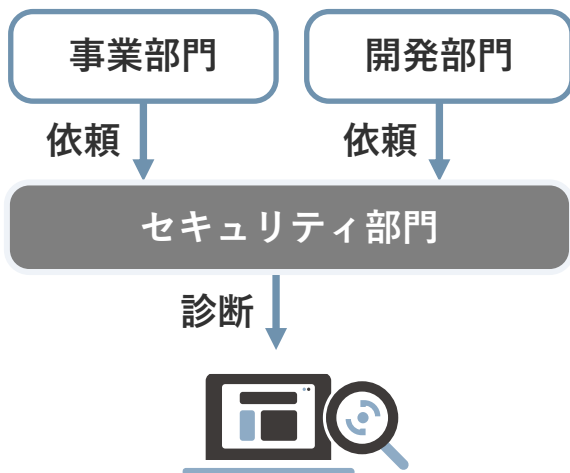 事業部門
開発部門
依頼
依頼
セキュリティ部門
診断